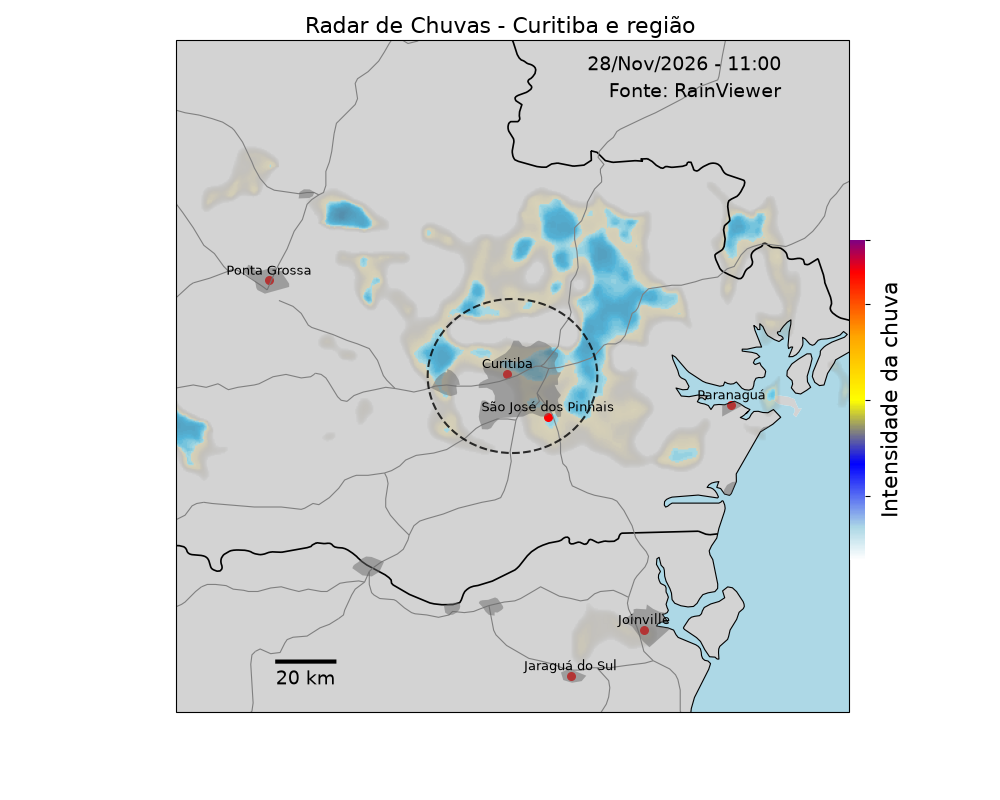 Radar de Chuvas - Curitiba e região
28/Nov/2026 - 11:00
Fonte: RainViewer
Ponta Grossa
Curitiba
Paranaguá
São José dos Pinhais
Intensidade da chuva
Joinville
Jaraguá do Sul
20 km